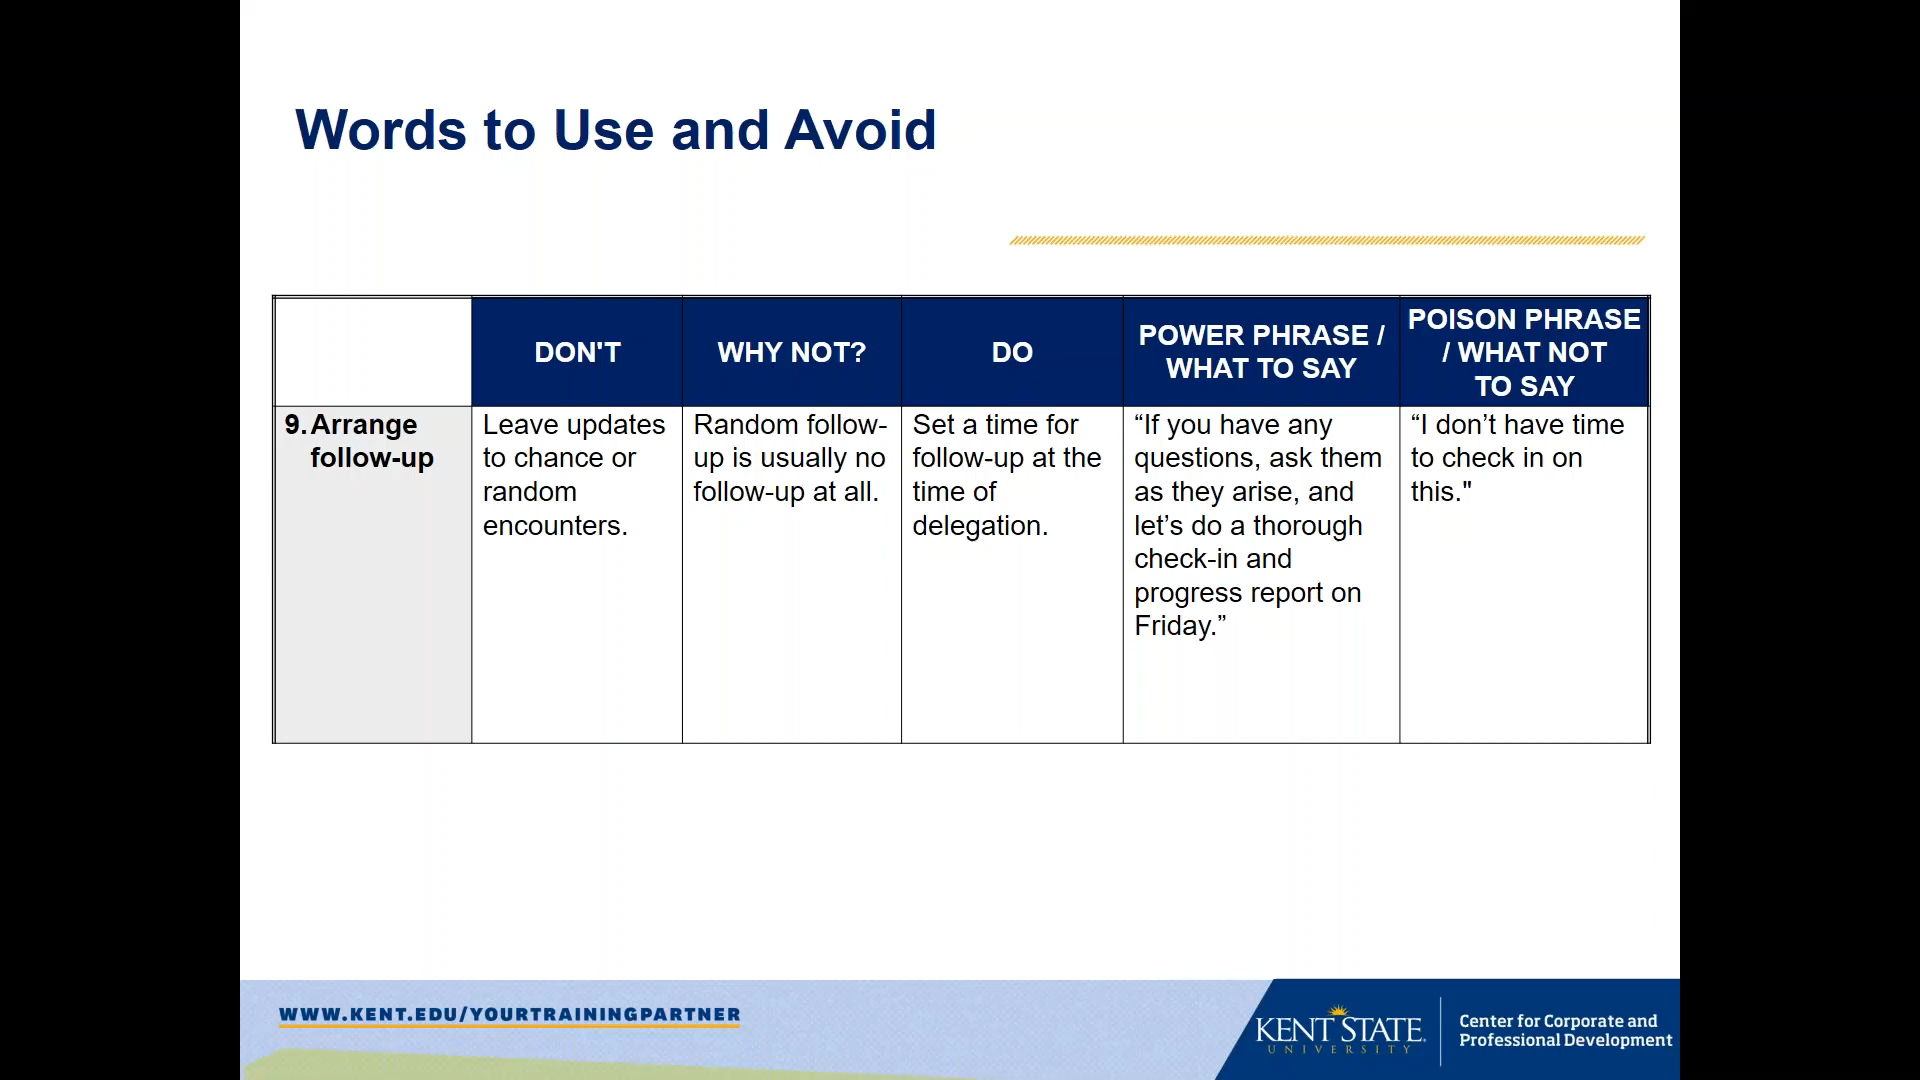 Words to Use and Avoid
DON'T
WHY NOT?
DO
POWER PHRASE /
WHAT TO SAY
POISON PHRASE
/ WHAT NOT
TO SAY
9. Arrange
follow-up
Leave updates
to chance or
random
encounters.
Random follow-
up is usually no
follow-up at all.
Set a time for
follow-up at the
time of
delegation.
“If you have any
questions, ask them
as they arise, and
let’s do a thorough
check-in and
progress report on
Friday.”
“I don’t have time
to check in on
this."
WWW.KENT.EDU/YOURTRAININGPARTNER
KENT STATE
UNIVERSITY
Center for Corporate and
Professional Development